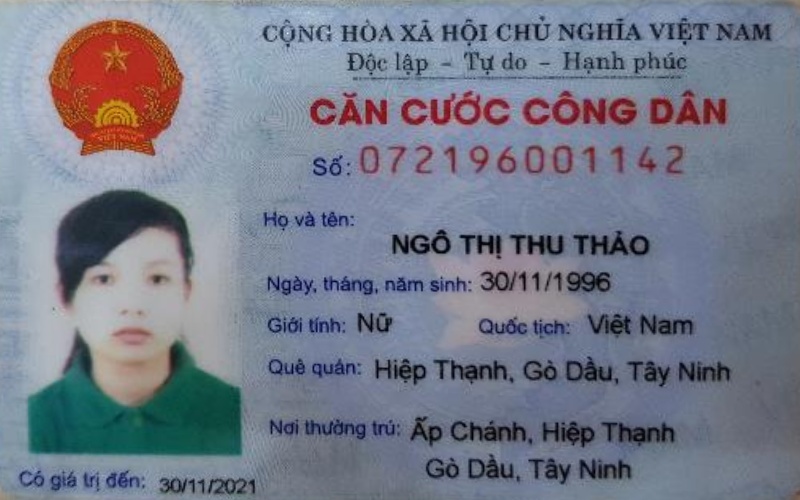 CỘNG HÒA XÃ HỘI CHỦ NGHĨA VIỆT NAM
Độc lập - Tự do - Hạnh phúc
CĂN CƯỚC CÔNG DÂN
Số: 072196001142
Họ và tên:
NGÔ THỊ THU THẢO
Ngày, tháng, năm sinh: 30/11/1996
Giới tính: Nữ Quốc tịch: Việt Nam
Quê quán: Hiệp Thạnh, Gò Dầu, Tây Ninh
Nơi thường trú: Ấp Chánh, Hiệp Thạnh
Gò Dầu, Tây Ninh
Có giá trị đến: 30/11/2021